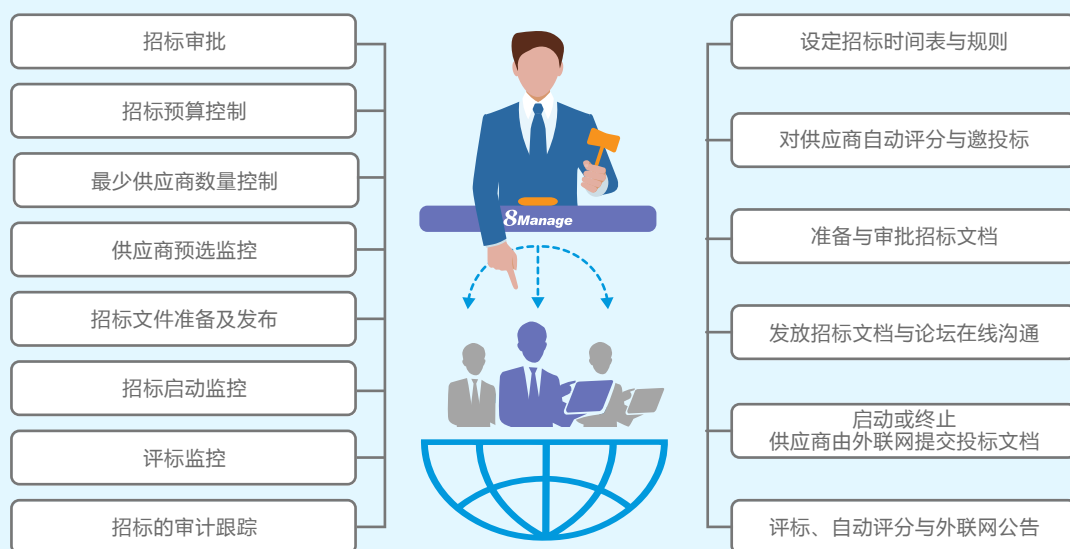 招标审批
招标预算控制
最少供应商数量控制
供应商预选监控
招标文件准备及发布
招标启动监控
评标监控
招标的审计跟踪
8Manage
设定招标时间表与规则
对供应商自动评分与邀投标
准备与审批招标文档
发放招标文档与论坛在线沟通
启动或终止
供应商由外联网提交投标文档
评标、自动评分与外联网公告